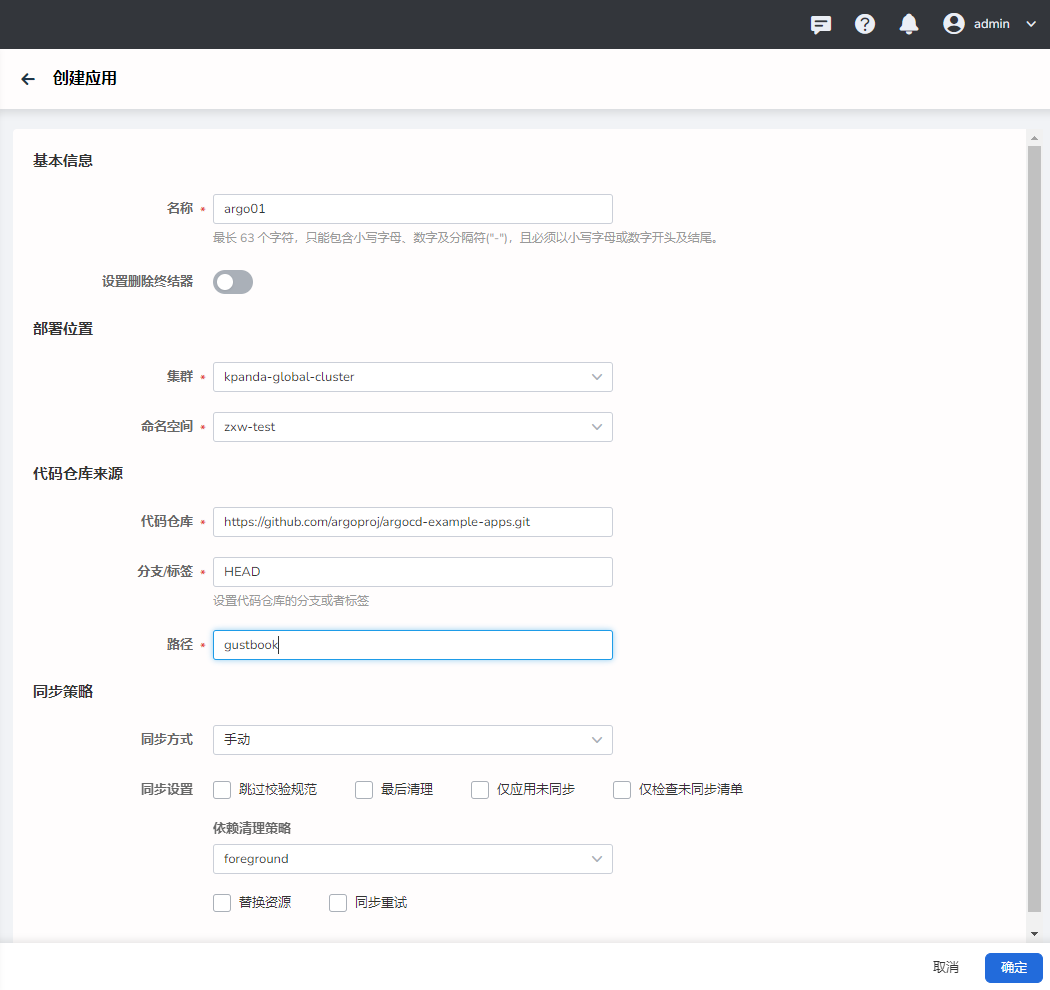 admin
创建应用
基本信息
名称 *
argo01
最长 63 个字符，只能包含小写字母、数字及分隔符("-")，且必须以小写字母或数字开头及结尾。
设置删除终结器
部署位置
集群 *
kpanda-global-cluster
命名空间 *
zxw-test
代码仓库来源
代码仓库 *
https://github.com/argoproj/argocd-example-apps.git
分支/标签 *
HEAD
设置代码仓库的分支或者标签
路径 *
gustbook
同步策略
同步方式
手动
同步设置
跳过校验规范 最后清理 仅应用未同步 仅检查未同步清单
依赖清理策略
foreground
替换资源 同步重试
取消 确定